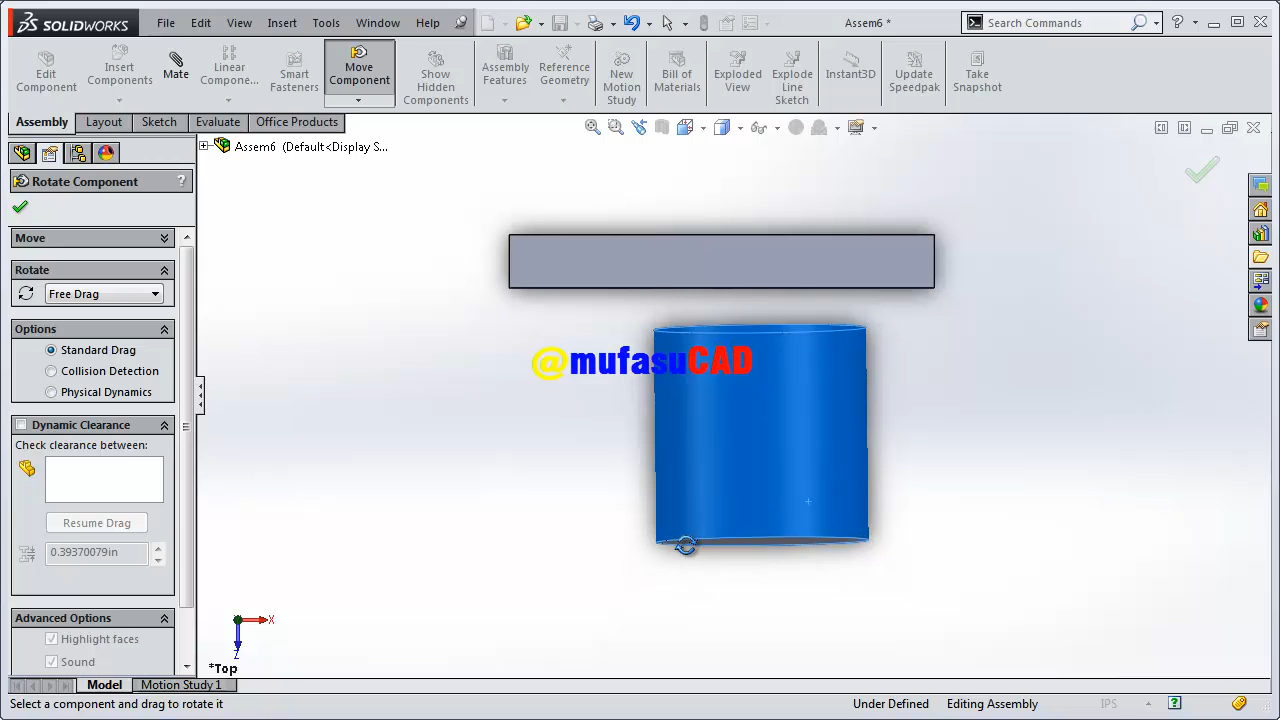 SOLIDWORKS File Edit View Insert Tools Window Help Assem6 * Search Commands
Edit Component
Insert Components
Mate
Linear Compone...
Smart Fasteners
Move Component
Show Hidden Components
Assembly Features
Reference Geometry
New Motion Study
Bill of Materials
Exploded View
Explode Line Sketch
Instant3D
Update Speedpak
Take Snapshot
Assembly Layout Sketch Evaluate Office Products
Assem6 (Default<Display S...
Rotate Component ?
Move
Rotate
Free Drag
Options
Standard Drag
Collision Detection
Physical Dynamics
Dynamic Clearance
Check clearance between:
Resume Drag
0.39370079in
Advanced Options
Highlight faces
Sound
@mufasuCAD
X
Z
*Top
Model Motion Study 1
Select a component and drag to rotate it Under Defined Editing Assembly IPS ?